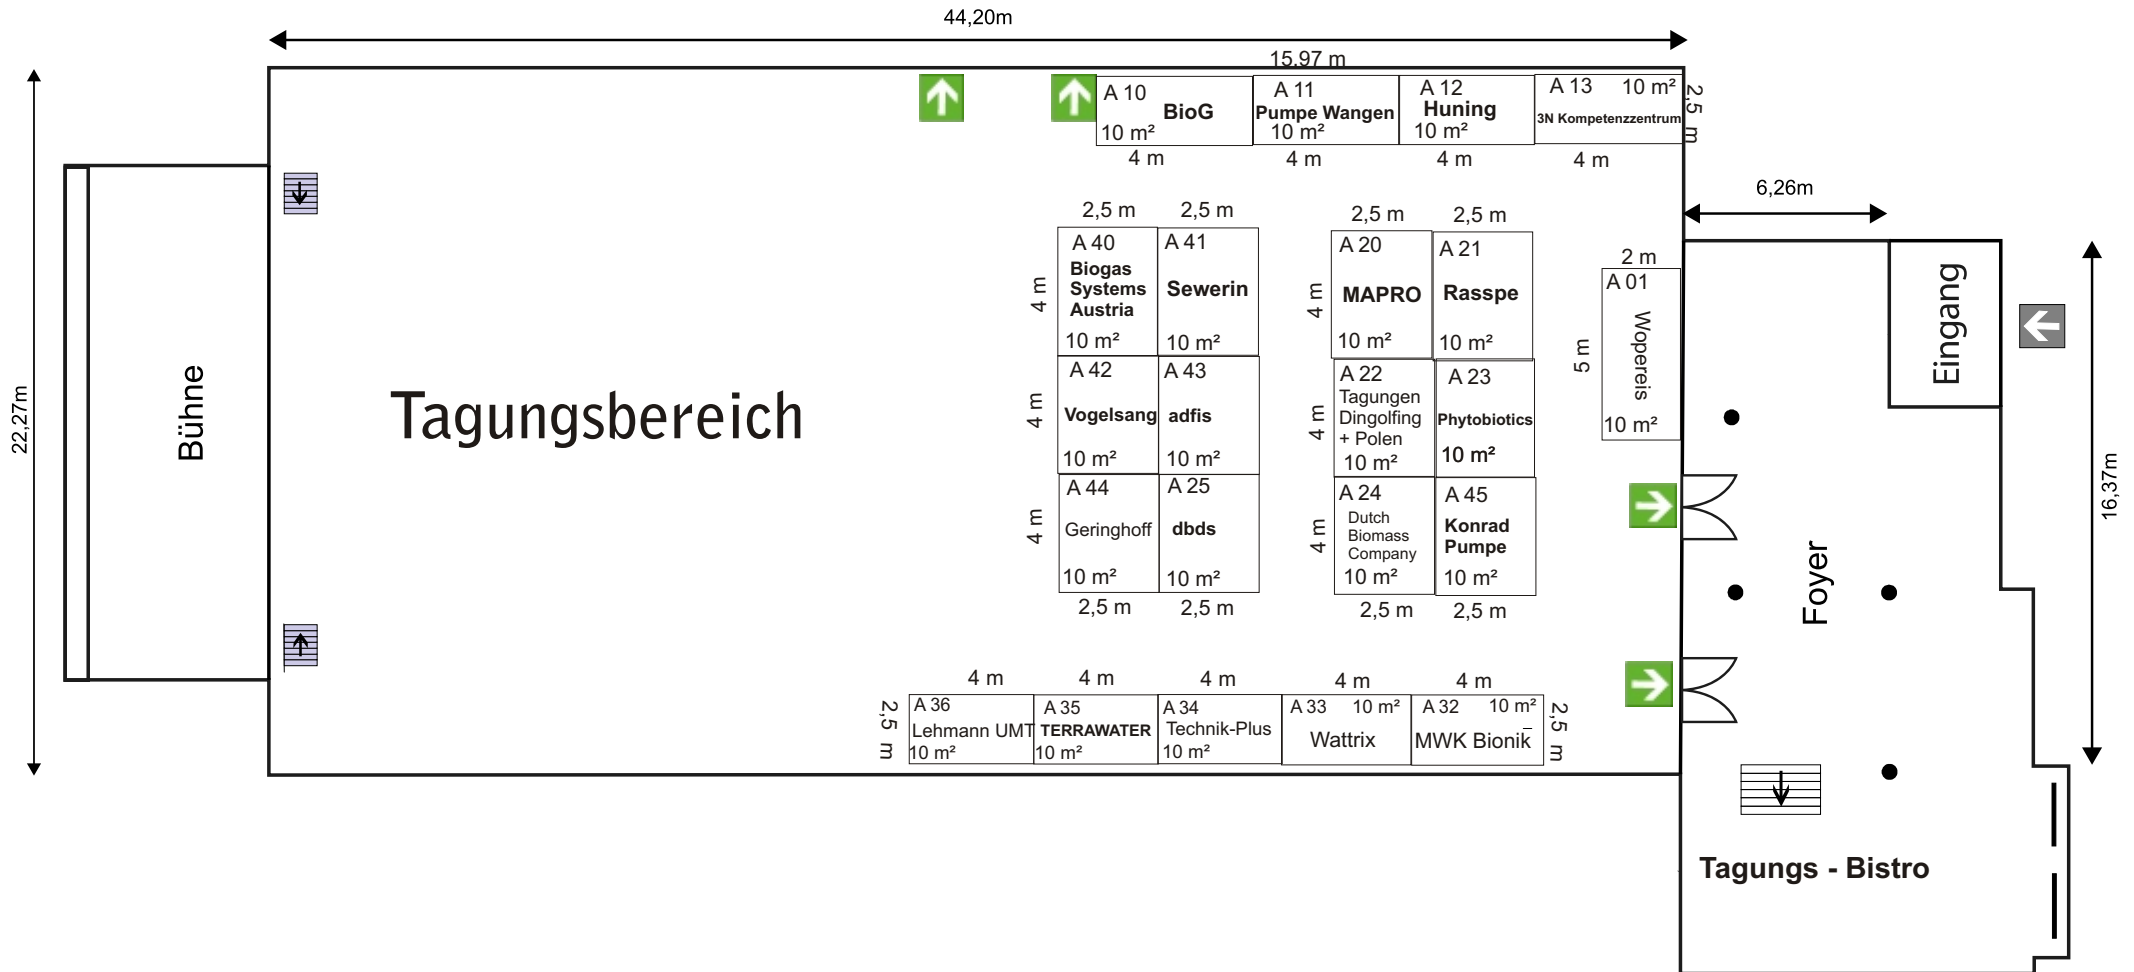 44,20m
15.97 m
A 10
BioG
10 m²
4 m
A 11
Pumpe Wangen
10 m²
4 m
A 12
Huning
10 m²
4 m
A 13 10 m²
3N Kompetenzzentrum
4 m
2,5 m
22,27m
Bühne
Tagungsbereich
2,5 m
2,5 m
4 m
A 40
Biogas
Systems
Austria
10 m²
A 41
Sewerin
10 m²
4 m
A 42
Vogelsang
10 m²
A 43
adfis
10 m²
4 m
A 44
Geringhoff
10 m²
A 25
dbds
10 m²
2,5 m
2,5 m
2,5 m
2,5 m
4 m
A 20
MAPRO
10 m²
A 21
Rasspe
10 m²
4 m
A 22
Tagungen
Dingolfing
+ Polen
10 m²
A 23
Phytobiotics
10 m²
4 m
A 24
Dutch
Biomass
Company
10 m²
A 45
Konrad
Pumpe
10 m²
2,5 m
2,5 m
2 m
5 m
A 01
Wopereis
10 m²
6,26m
Eingang
16,37m
Foyer
4 m
4 m
4 m
4 m
4 m
2,5 m
A 36
Lehmann UMT
10 m²
A 35
TERRAWATER
10 m²
A 34
Technik-Plus
10 m²
A 33 10 m²
Wattrix
A 32 10 m²
MWK Bionik
2,5 m
Tagungs - Bistro